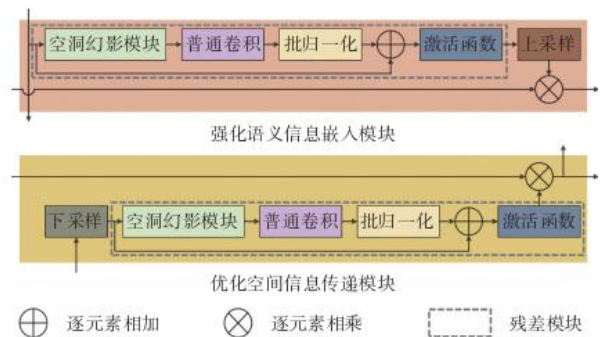 空洞幻影模块 普通卷积 批归一化 激活函数 上采样
强化语义信息嵌入模块
下采样 空洞幻影模块 普通卷积 批归一化 激活函数
优化空间信息传递模块
逐元素相加 逐元素相乘 残差模块